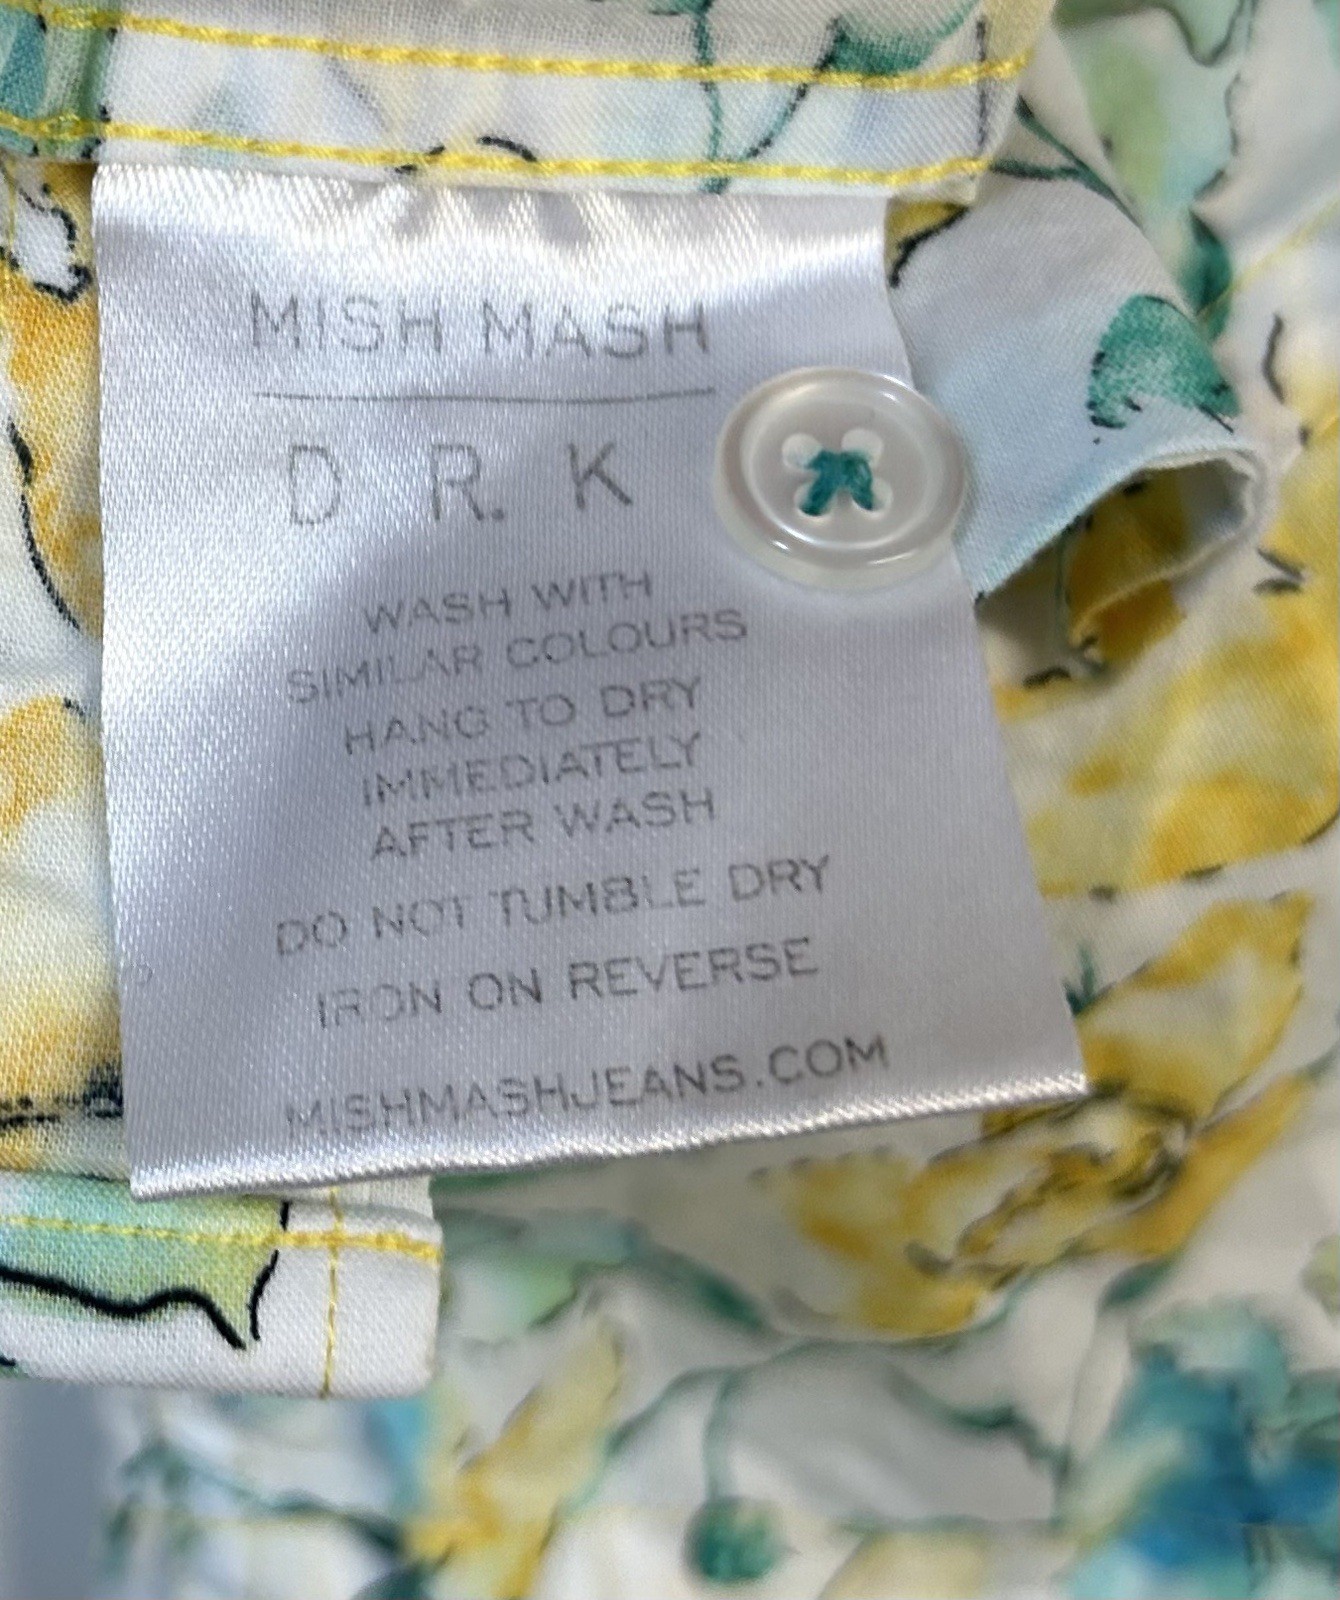 MISH MASH
D R. K
WASH WITH
SIMILAR COLOURS
HANG TO DRY
IMMEDIATELY
AFTER WASH
DO NOT TUMBLE DRY
IRON ON REVERSE
MISHMASHJEANS.COM